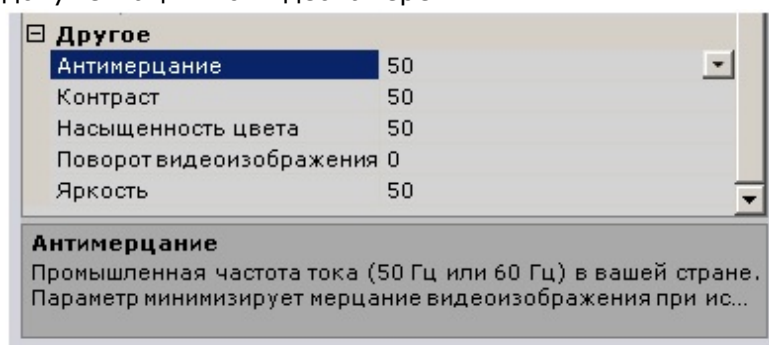 Другое
Антимерцание 50
Контраст 50
Насыщенность цвета 50
Поворот видеоизображения 0
Яркость 50
Антимерцание
Промышленная частота тока (50 Гц или 60 Гц) в вашей стране.
Параметр минимизирует мерцание видеоизображения при ис...